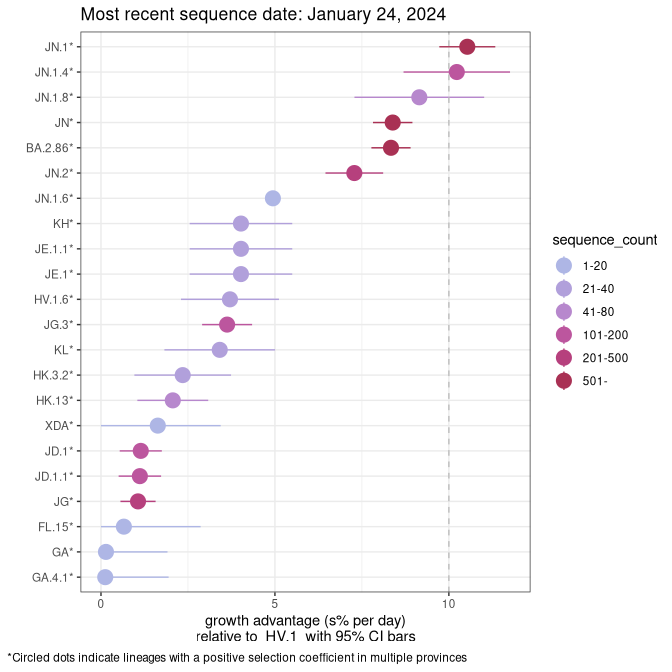 Most recent sequence date: January 24, 2024
JN.1*
JN.1.4*
JN.1.8*
JN*
BA.2.86*
JN.2*
JN.1.6*
KH*
JE.1.1*
JE.1*
HV.1.6*
JG.3*
KL*
HK.3.2*
HK.13*
XDA*
JD.1*
JD.1.1*
JG*
FL.15*
GA*
GA.4.1*
0 5 10
growth advantage (s% per day)
relative to HV.1 with 95% CI bars
sequence_count
1-20
21-40
41-80
101-200
201-500
501-
*Circled dots indicate lineages with a positive selection coefficient in multiple provinces